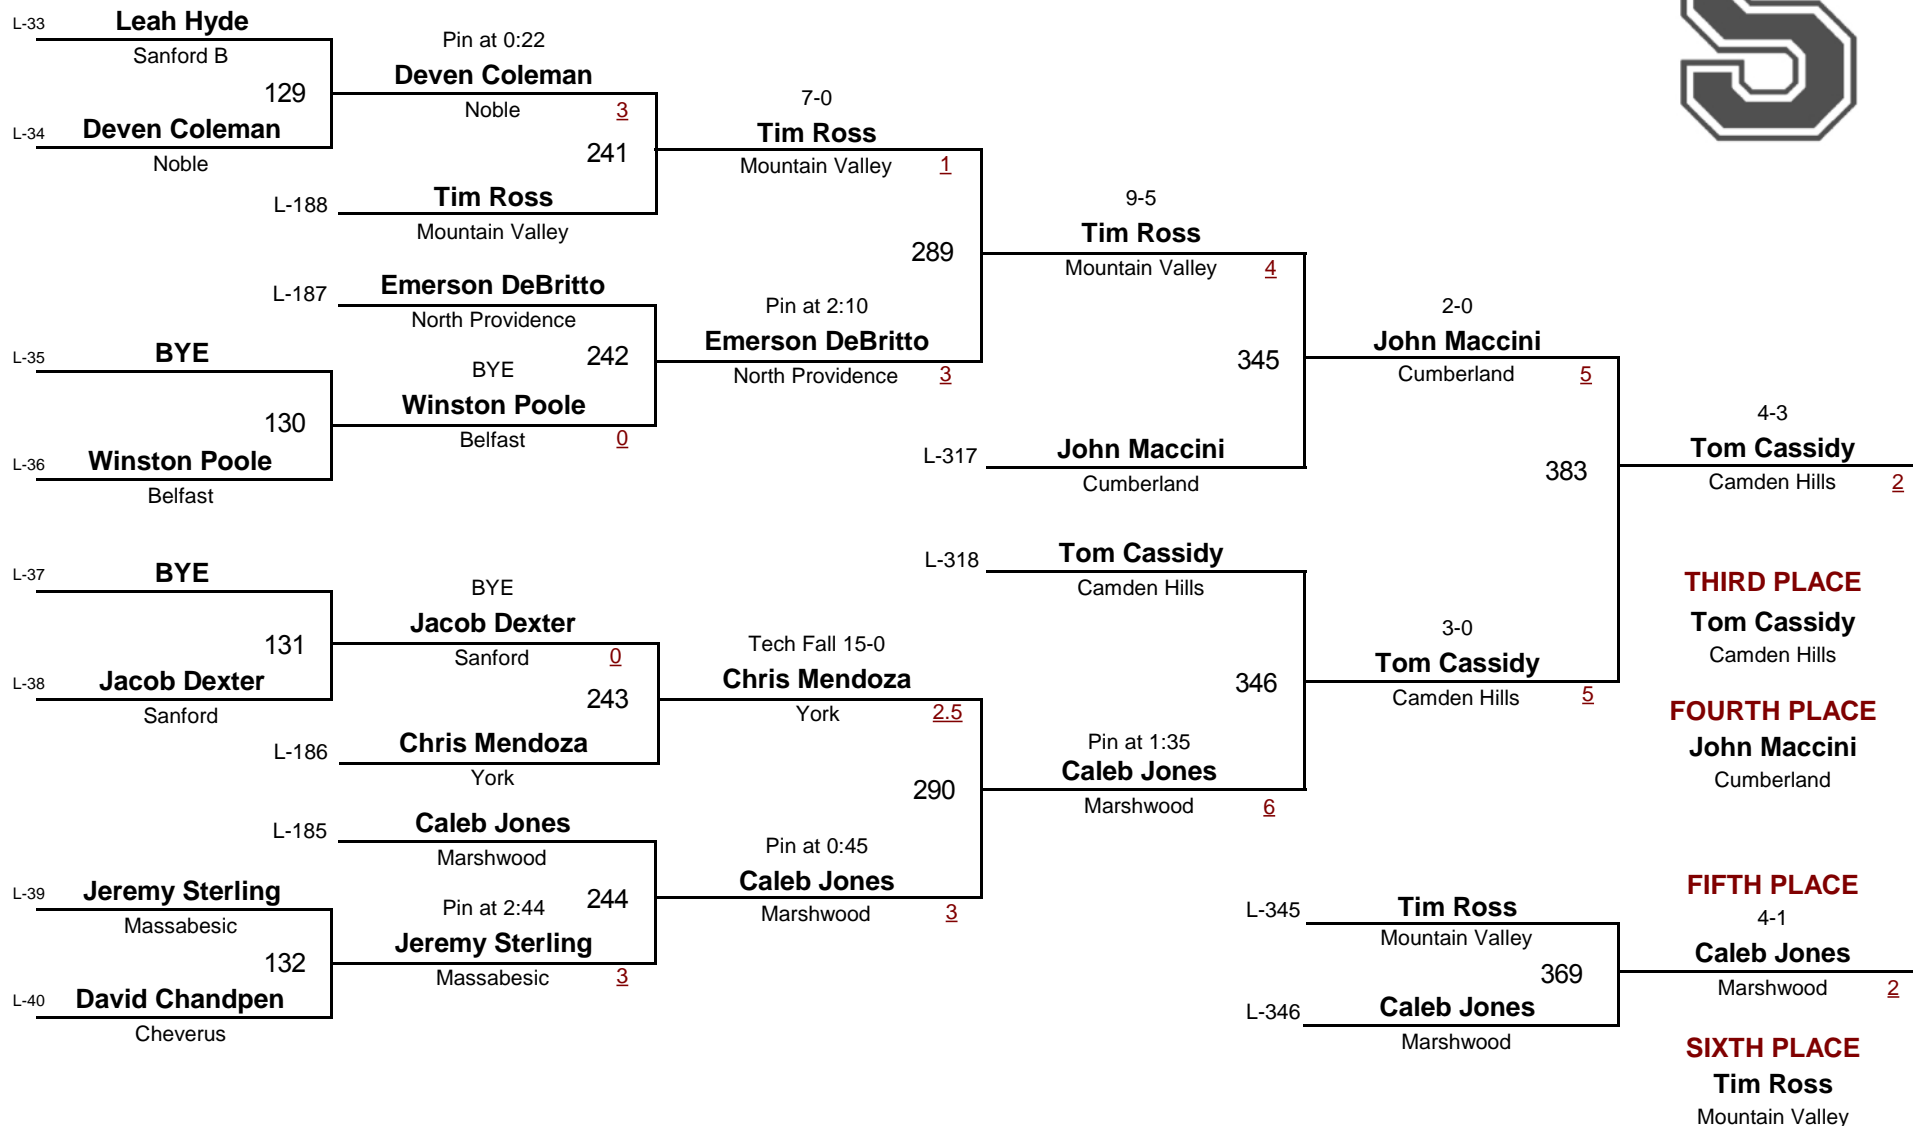 L-33 Leah Hyde
Sanford B
129
L-34 Deven Coleman
Noble
Pin at 0:22
Deven Coleman
Noble 3
241
L-188 Tim Ross
Mountain Valley
L-187 Emerson DeBritto
North Providence
L-35 BYE
130
L-36 Winston Poole
Belfast
242
BYE
Winston Poole
Belfast 0
7-0
Tim Ross
Mountain Valley 1
289
Pin at 2:10
Emerson DeBritto
North Providence 3
9-5
Tim Ross
Mountain Valley 4
345
L-317 John Maccini
Cumberland
2-0
John Maccini
Cumberland 5
383
L-37 BYE
131
L-38 Jacob Dexter
Sanford
BYE
Jacob Dexter
Sanford 0
243
L-186 Chris Mendoza
York
L-185 Caleb Jones
Marshwood
L-39 Jeremy Sterling
Massabesic
132
L-40 David Chandpen
Cheverus
244
Pin at 2:44
Jeremy Sterling
Massabesic 3
Tech Fall 15-0
Chris Mendoza
York 2.5
290
Pin at 0:45
Caleb Jones
Marshwood 3
L-318 Tom Cassidy
Camden Hills
346
Pin at 1:35
Caleb Jones
Marshwood 6
3-0
Tom Cassidy
Camden Hills 5
4-3
Tom Cassidy
Camden Hills 2
THIRD PLACE
Tom Cassidy
Camden Hills
FOURTH PLACE
John Maccini
Cumberland
L-345 Tim Ross
Mountain Valley
369
L-346 Caleb Jones
Marshwood
FIFTH PLACE
4-1
Caleb Jones
Marshwood 2
SIXTH PLACE
Tim Ross
Mountain Valley
S